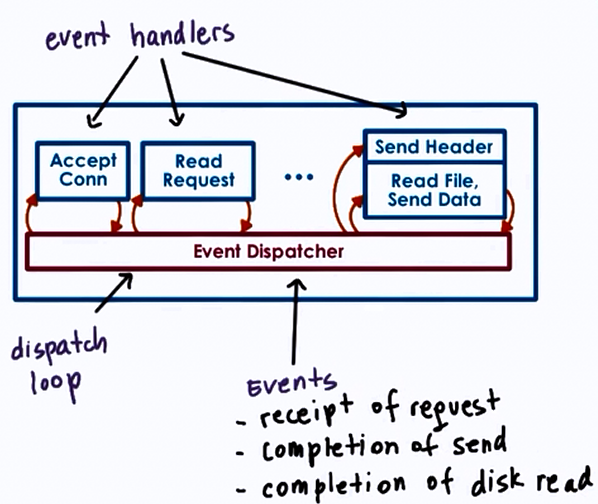 event handlers
Accept
Conn
Read
Request
...
Send Header
Read File,
Send Data
Event Dispatcher
dispatch
loop
Events
- receipt of request
- completion of send
- completion of disk read